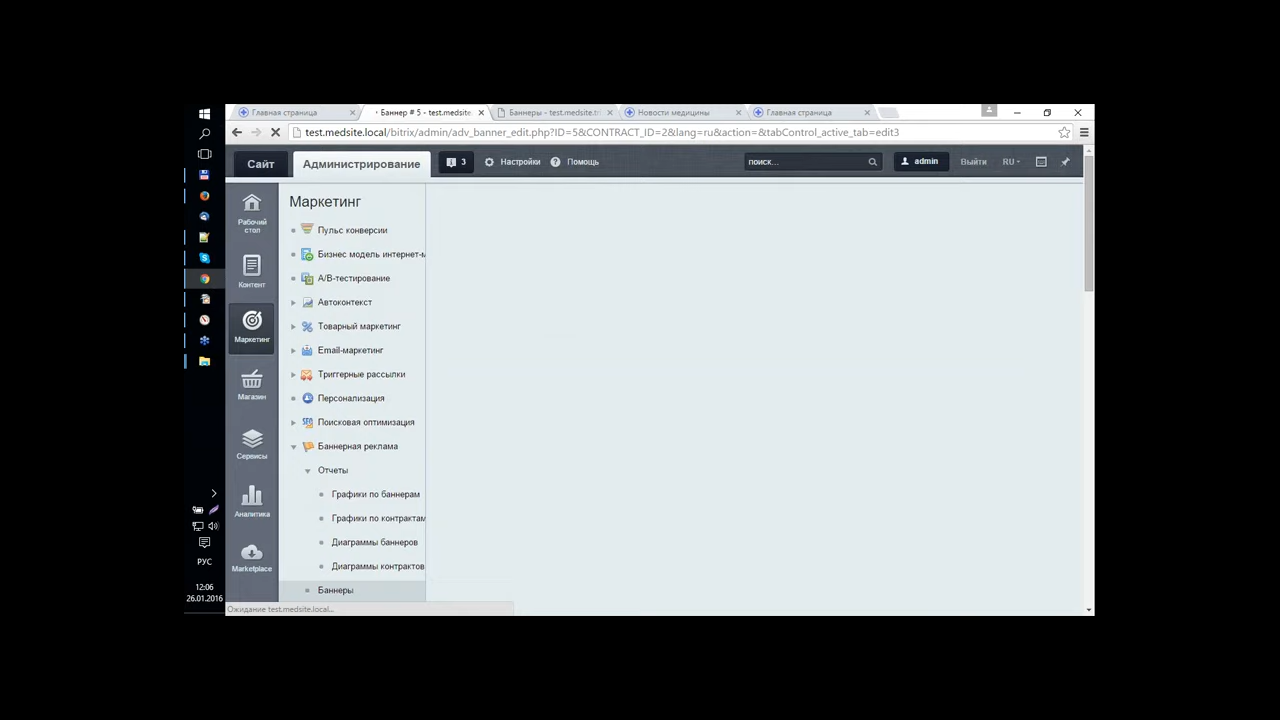 Главная страница
Баннер # 5 - test.medsite.
Баннеры - test.medsite.tr
Новости медицины
Главная страница
test.medsite.local/bitrix/admin/adv_banner_edit.php?ID=5&CONTRACT_ID=2&lang=ru&action=&tabControl_active_tab=edit3
Сайт
Администрирование
3
Настройки
Помощь
поиск...
admin
Выйти
RU
Рабочий
стол
Контент
Маркетинг
Магазин
Сервисы
Аналитика
Marketplace
Маркетинг
Пульс конверсии
Бизнес модель интернет-м
A/B-тестирование
Автоконтекст
Товарный маркетинг
Email-маркетинг
Триггерные рассылки
Персонализация
SEO
Поисковая оптимизация
Баннерная реклама
Отчеты
Графики по баннерам
Графики по контрактам
Диаграммы баннеров
Диаграммы контрактов
Баннеры
Ожидание test.medsite.local...
РУС
12:06
26.01.2016